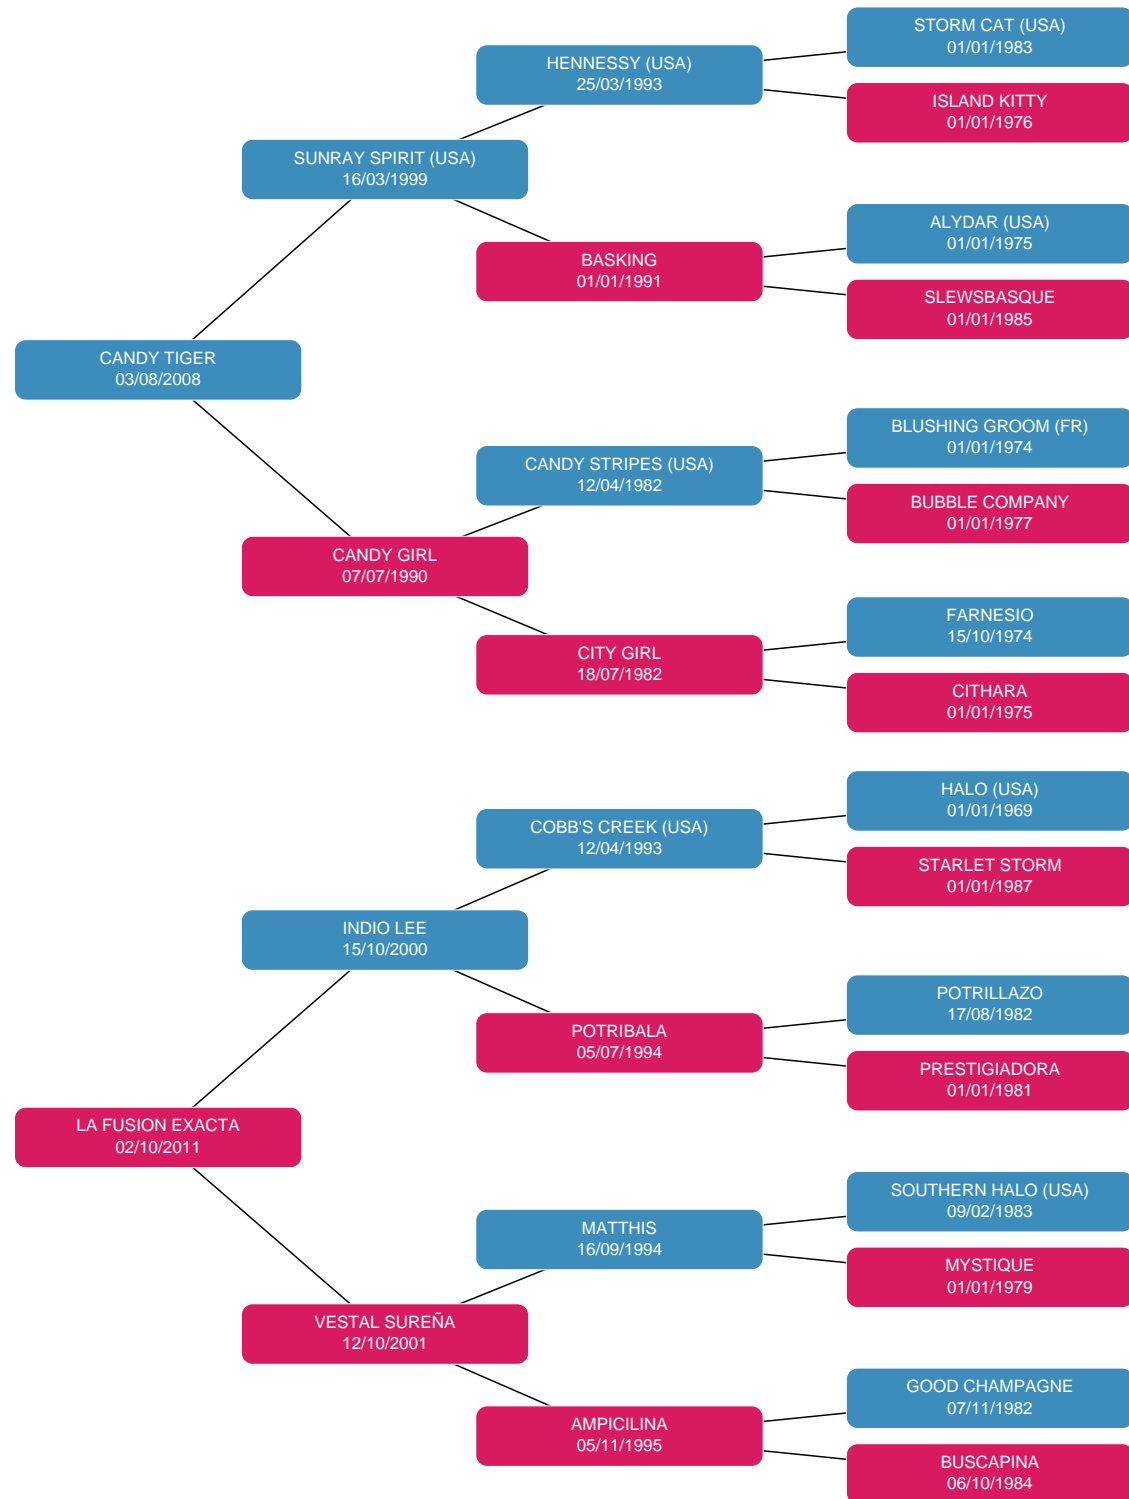 STORM CAT (USA)
01/01/1983
HENNESSY (USA)
25/03/1993
ISLAND KITTY
01/01/1976
SUNRAY SPIRIT (USA)
16/03/1999
ALYDAR (USA)
01/01/1975
BASKING
01/01/1991
SLEWSBASQUE
01/01/1985
CANDY TIGER
03/08/2008
BLUSHING GROOM (FR)
01/01/1974
CANDY STRIPES (USA)
12/04/1982
BUBBLE COMPANY
01/01/1977
CANDY GIRL
07/07/1990
FARNESIO
15/10/1974
CITY GIRL
18/07/1982
CITHARA
01/01/1975
HALO (USA)
01/01/1969
COBB'S CREEK (USA)
12/04/1993
STARLET STORM
01/01/1987
INDIO LEE
15/10/2000
POTRILLAZO
17/08/1982
POTRIBALA
05/07/1994
PRESTIGIADORA
01/01/1981
LA FUSION EXACTA
02/10/2011
SOUTHERN HALO (USA)
09/02/1983
MATTHIS
16/09/1994
MYSTIQUE
01/01/1979
VESTAL SUREÑA
12/10/2001
GOOD CHAMPAGNE
07/11/1982
AMPICILINA
05/11/1995
BUSCAPINA
06/10/1984